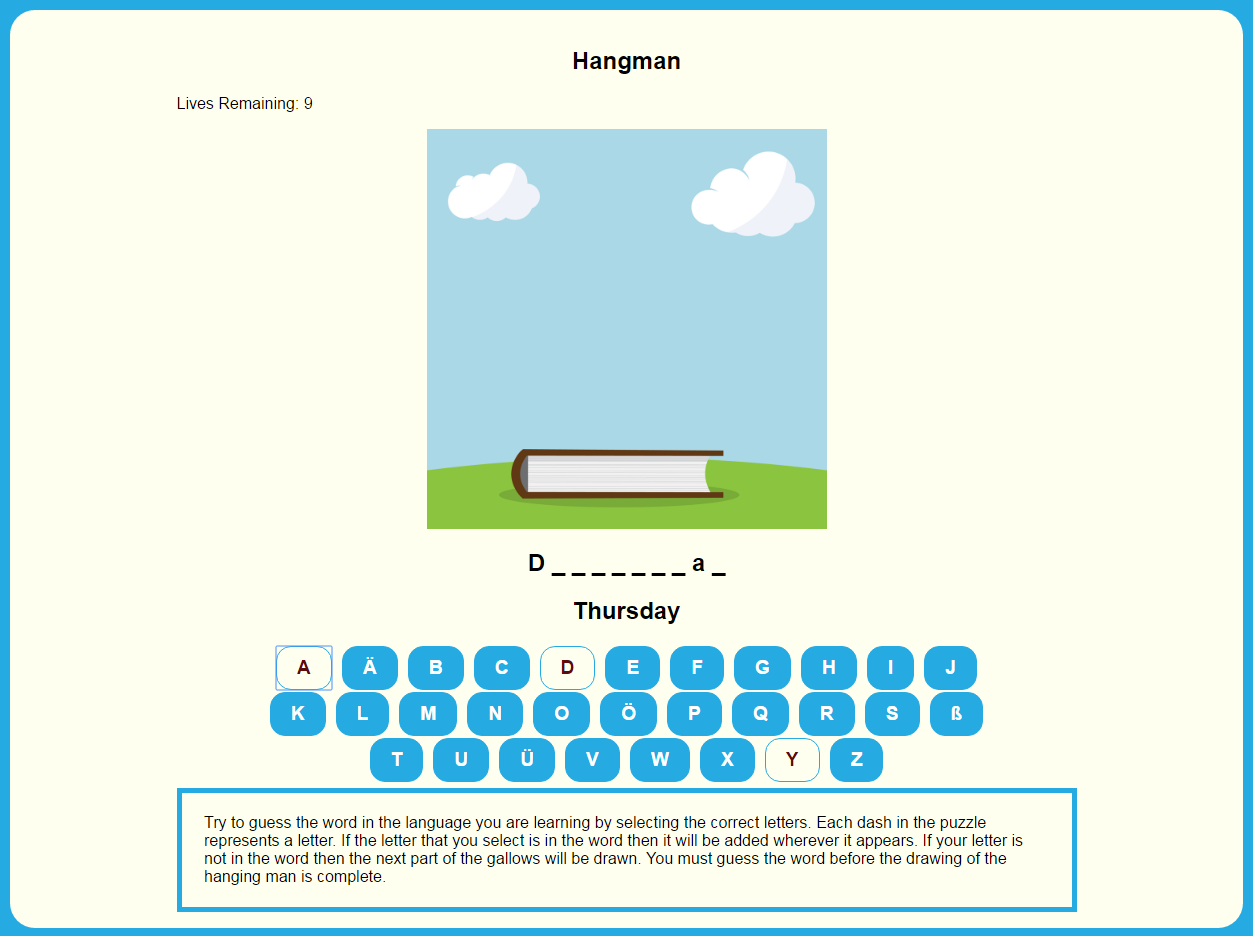 Hangman
Lives Remaining: 9
D _ _ _ _ _ _ _ a _
Thursday
A Ä B C D E F G H I J
K L M N O Ö P Q R S ß
T U Ü V W X Y Z
Try to guess the word in the language you are learning by selecting the correct letters. Each dash in the puzzle
represents a letter. If the letter that you select is in the word then it will be added wherever it appears. If your letter is
not in the word then the next part of the gallows will be drawn. You must guess the word before the drawing of the
hanging man is complete.